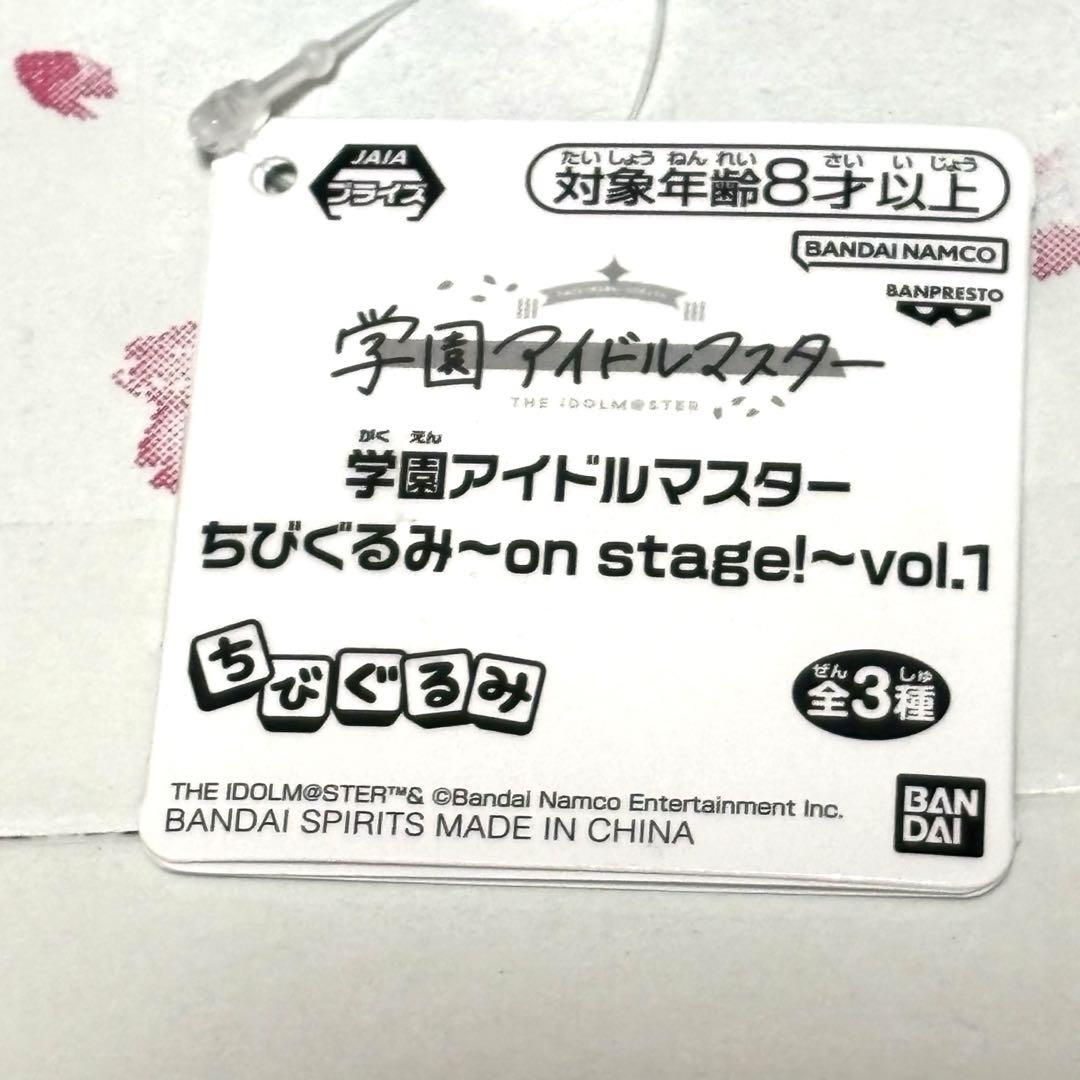 JAIA
プライズ
たいしょうねんれい さいいじょう
対象年齢8才以上
BANDAI NAMCO
BANPRESTO
学園アイドルマスター
THE IDOLM@STER
がくえん
学園アイドルマスター
ちびぐるみ~on stage!~vol.1
ちびぐるみ
ぜん しゅ
全3種
THE IDOLM@STER™& ©Bandai Namco Entertainment Inc.
BANDAI SPIRITS MADE IN CHINA
BAN
DAI